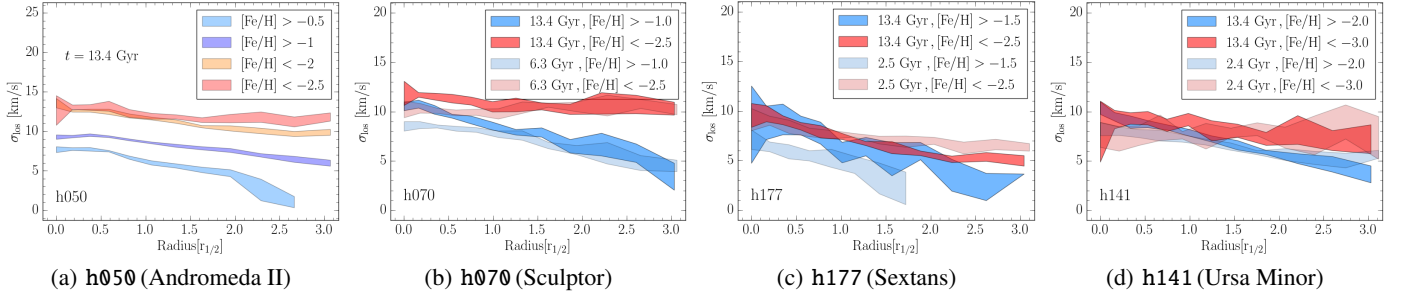 25
20
15
10
5
0
σ_los [km/s]
t = 13.4 Gyr
[Fe/H] > −0.5
[Fe/H] > −1
[Fe/H] < −2
[Fe/H] < −2.5
h050
0.0 0.5 1.0 1.5 2.0 2.5 3.0
Radius[r_1/2]
(a) h050 (Andromeda II)
20
15
10
5
0
σ_los [km/s]
13.4 Gyr , [Fe/H] > −1.0
13.4 Gyr , [Fe/H] < −2.5
6.3 Gyr , [Fe/H] > −1.0
6.3 Gyr , [Fe/H] < −2.5
h070
0.0 0.5 1.0 1.5 2.0 2.5 3.0
Radius[r_1/2]
(b) h070 (Sculptor)
20
15
10
5
0
σ_los [km/s]
13.4 Gyr , [Fe/H] > −1.5
13.4 Gyr , [Fe/H] < −2.5
2.5 Gyr , [Fe/H] > −1.5
2.5 Gyr , [Fe/H] < −2.5
h177
0.0 0.5 1.0 1.5 2.0 2.5 3.0
Radius[r_1/2]
(c) h177 (Sextans)
20
15
10
5
0
σ_los [km/s]
13.4 Gyr , [Fe/H] > −2.0
13.4 Gyr , [Fe/H] < −3.0
2.4 Gyr , [Fe/H] > −2.0
2.4 Gyr , [Fe/H] < −3.0
h141
0.0 0.5 1.0 1.5 2.0 2.5 3.0
Radius[r_1/2]
(d) h141 (Ursa Minor)